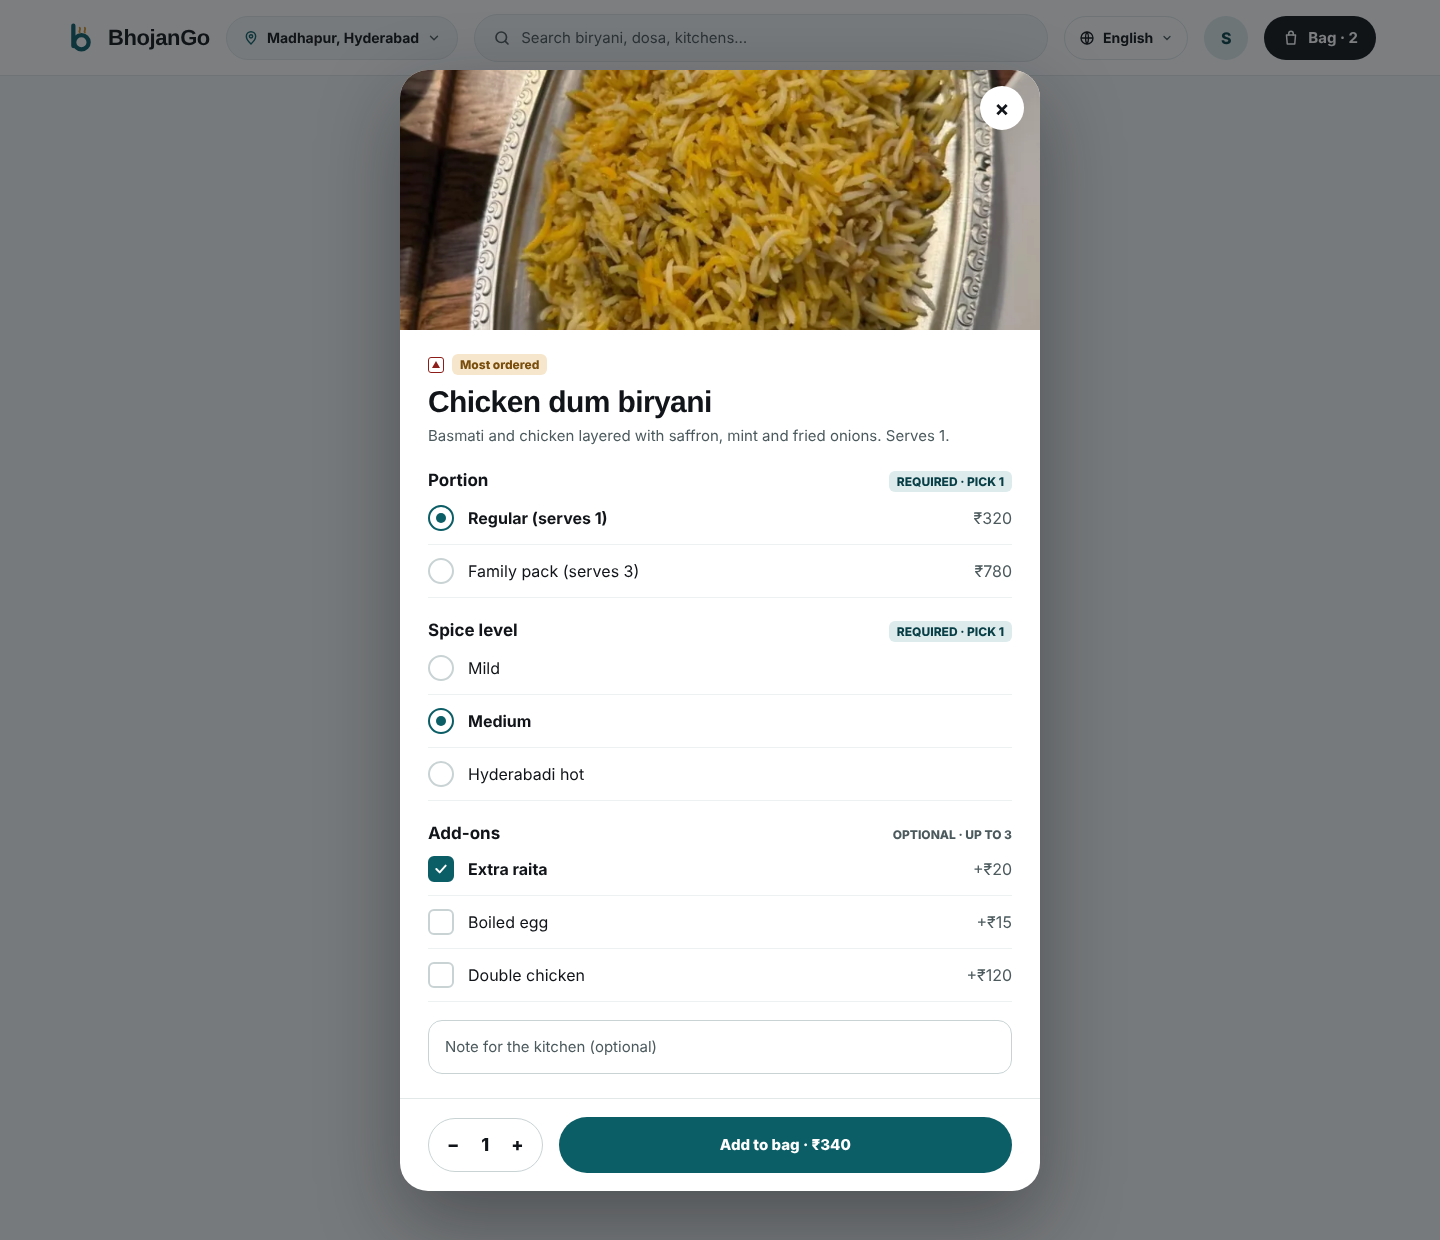 BhojanGo
Madhapur, Hyderabad
Search biryani, dosa, kitchens...
English
S
Bag · 2
×
Most ordered
Chicken dum biryani
Basmati and chicken layered with saffron, mint and fried onions. Serves 1.
Portion
REQUIRED · PICK 1
Regular (serves 1)
₹320
Family pack (serves 3)
₹780
Spice level
REQUIRED · PICK 1
Mild
Medium
Hyderabadi hot
Add-ons
OPTIONAL · UP TO 3
Extra raita
+₹20
Boiled egg
+₹15
Double chicken
+₹120
Note for the kitchen (optional)
− 1 +
Add to bag · ₹340